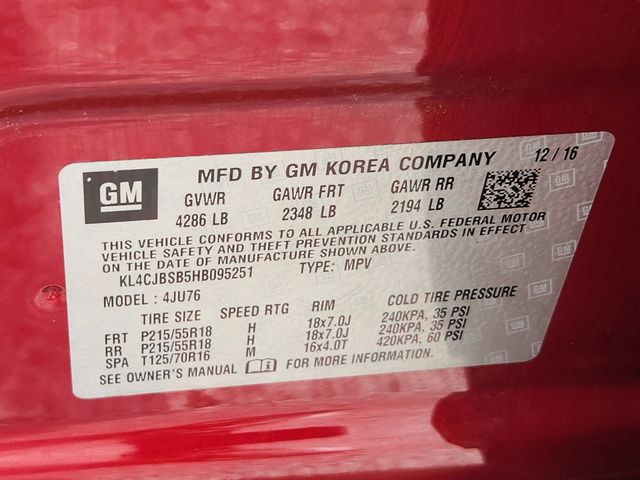 GM
MFD BY GM KOREA COMPANY 12/16
GVWR GAWR FRT GAWR RR
4286 LB 2348 LB 2194 LB
THIS VEHICLE CONFORMS TO ALL APPLICABLE U.S. FEDERAL MOTOR
VEHICLE SAFETY AND THEFT PREVENTION STANDARDS IN EFFECT
ON THE DATE OF MANUFACTURE SHOWN ABOVE.
KL4CJBSB5HB095251 TYPE: MPV
MODEL : 4JU76
TIRE SIZE SPEED RTG RIM COLD TIRE PRESSURE
FRT P215/55R18 H 18x7.0J 240KPA, 35 PSI
RR P215/55R18 H 18x7.0J 240KPA, 35 PSI
SPA T125/70R16 M 16x4.0T 420KPA, 60 PSI
SEE OWNER'S MANUAL FOR MORE INFORMATION